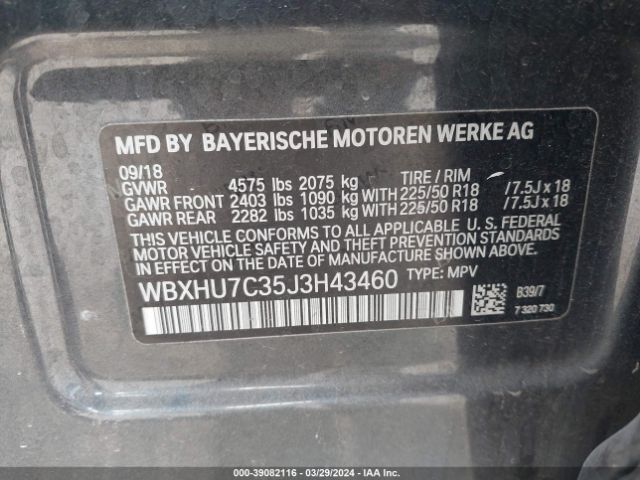 MFD BY BAYERISCHE MOTOREN WERKE AG
09/18
GVWR 4575 lbs 2075 kg TIRE / RIM
GAWR FRONT 2403 lbs 1090 kg WITH 225/50 R18 /7.5J x 18
GAWR REAR 2282 lbs 1035 kg WITH 225/50 R18 /7.5J x 18
THIS VEHICLE CONFORMS TO ALL APPLICABLE U. S. FEDERAL
MOTOR VEHICLE SAFETY AND THEFT PREVENTION STANDARDS
IN EFFECT ON THE DATE OF MANUFACTURE SHOWN ABOVE.
WBXHU7C35J3H43460 TYPE: MPV
B39/7
7 320 730
000-39082116 — 03/29/2024 — IAA Inc.